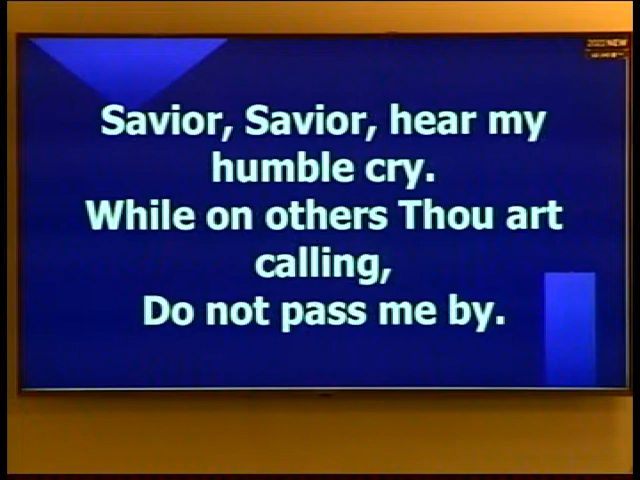 Savior, Savior, hear my
humble cry.
While on others Thou art
calling,
Do not pass me by.